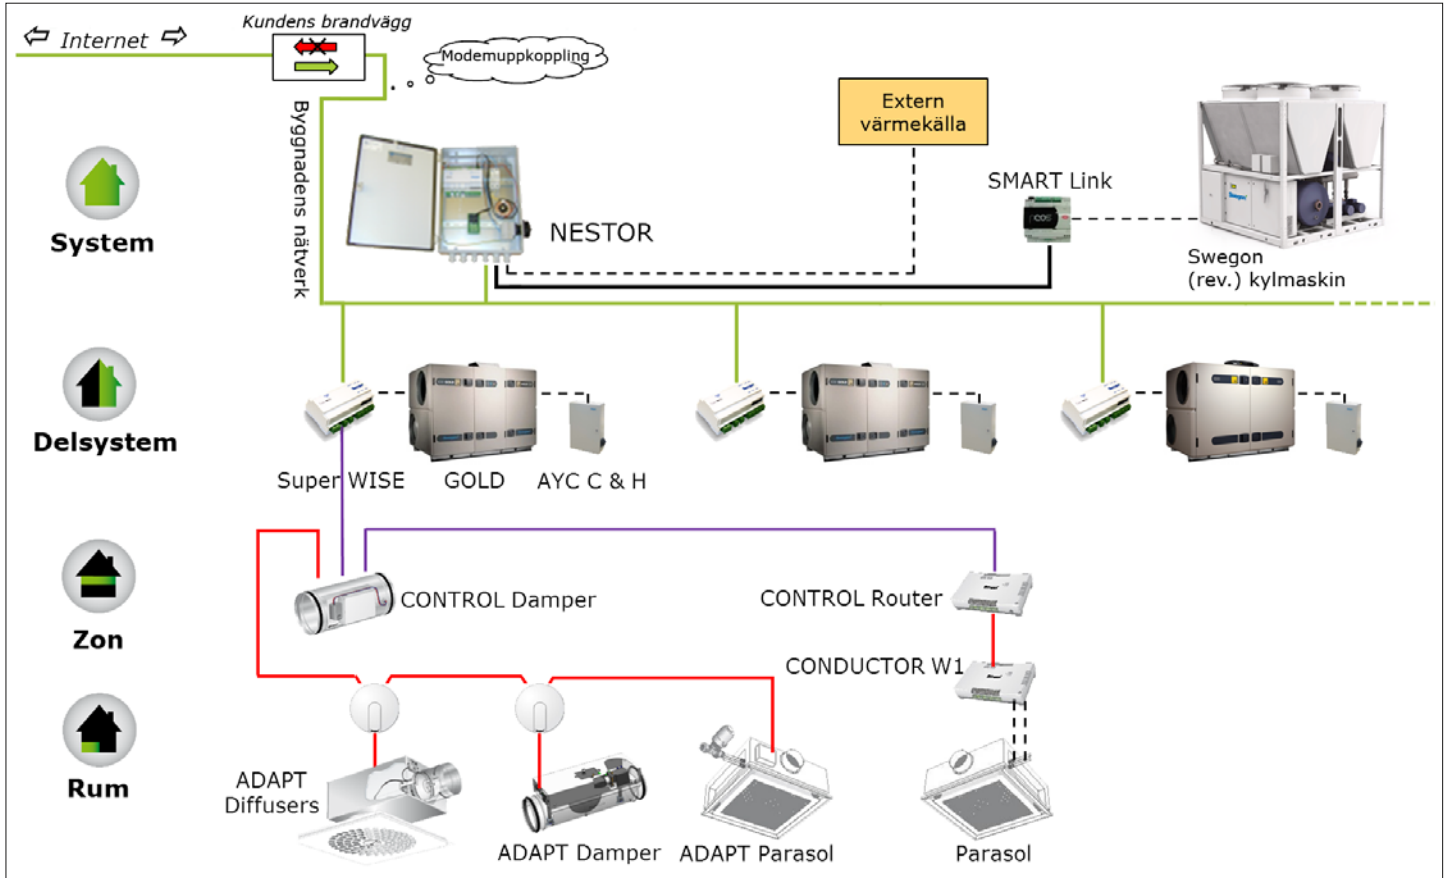 Kundens brandvägg
Internet
Modemuppkoppling
Byggnadens nätverk
Extern
värmekälla
SMART Link
System
NESTOR
Swegon
(rev.) kylmaskin
Delsystem
Super WISE
GOLD
AYC C & H
CONTROL Damper
CONTROL Router
Zon
CONDUCTOR W1
Rum
ADAPT
Diffusers
ADAPT Damper
ADAPT Parasol
Parasol